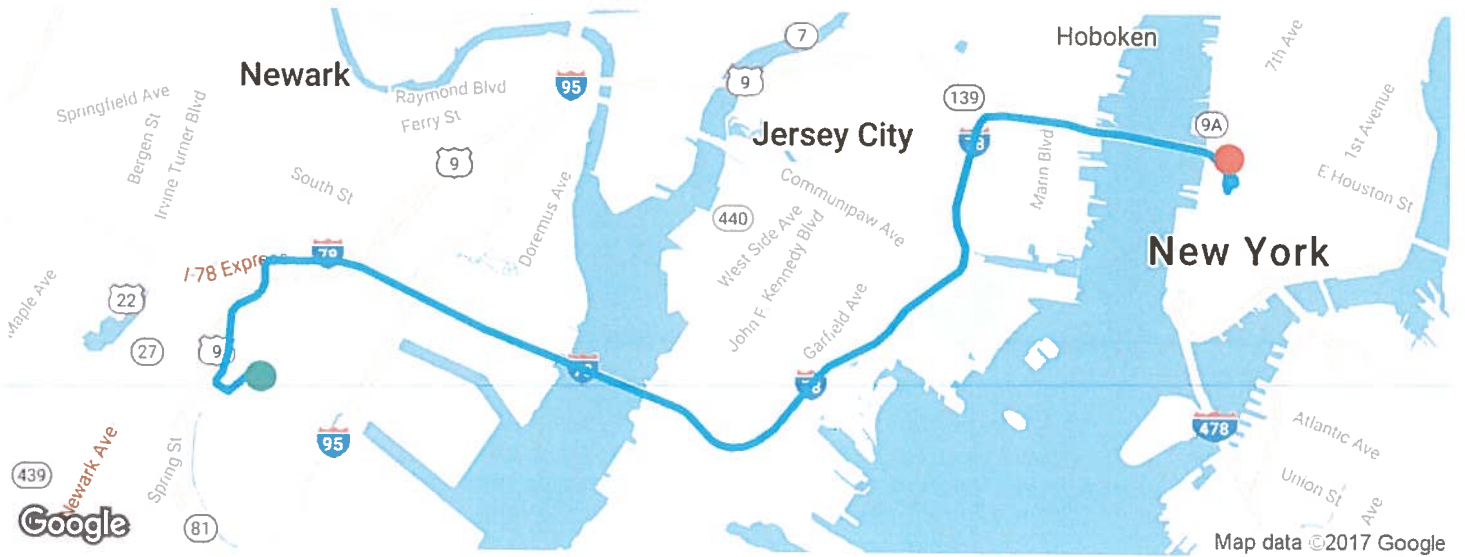 Hoboken
7
7th Ave
Newark
9
95
Springfield Ave
Raymond Blvd
139
Ferry St
Bergen St
Irvine Turner Blvd
9A
1st Avenue
Jersey City
78
9
Marin Blvd
South St
Communipaw Ave
E Houston St
Doremus Ave
440
West Side Ave
John F. Kennedy Blvd
New York
78
I-78 Express
Maple Ave
22
Garfield Ave
27
9
78
78
95
478
Atlantic Ave
Newark Ave
Spring St
439
Union St
Ave
Google
81
Map data ©2017 Google